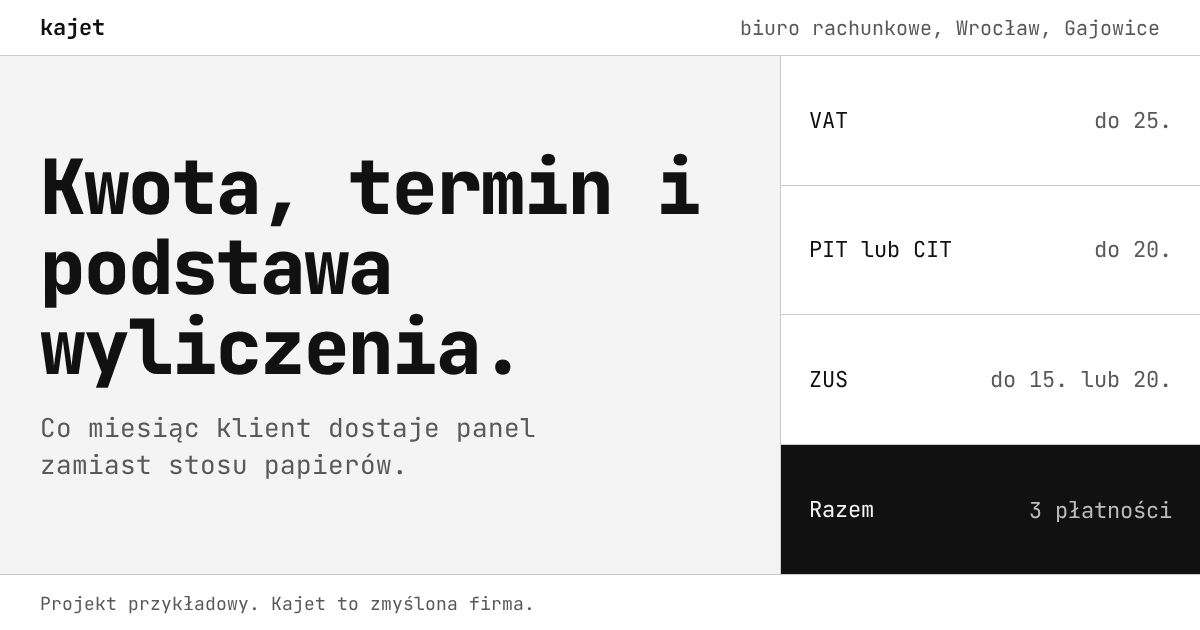 kajet
biuro rachunkowe, Wrocław, Gajowice
Kwota, termin i
podstawa
wyliczenia.
Co miesiąc klient dostaje panel
zamiast stosu papierów.
VAT do 25.
PIT lub CIT do 20.
ZUS do 15. lub 20.
Razem 3 płatności
Projekt przykładowy. Kajet to zmyślona firma.